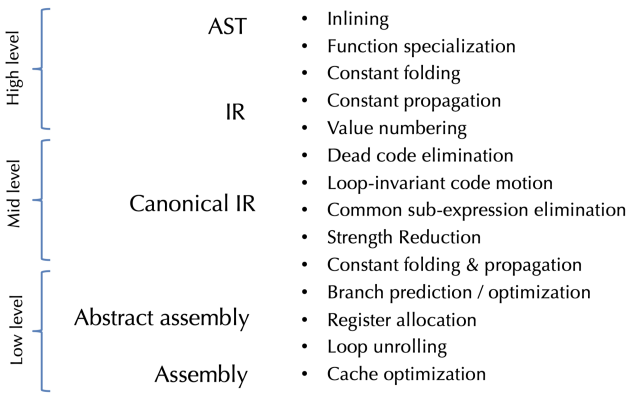 High level
AST
IR
Mid level
Canonical IR
Low level
Abstract assembly
Assembly
• Inlining
• Function specialization
• Constant folding
• Constant propagation
• Value numbering
• Dead code elimination
• Loop-invariant code motion
• Common sub-expression elimination
• Strength Reduction
• Constant folding & propagation
• Branch prediction / optimization
• Register allocation
• Loop unrolling
• Cache optimization